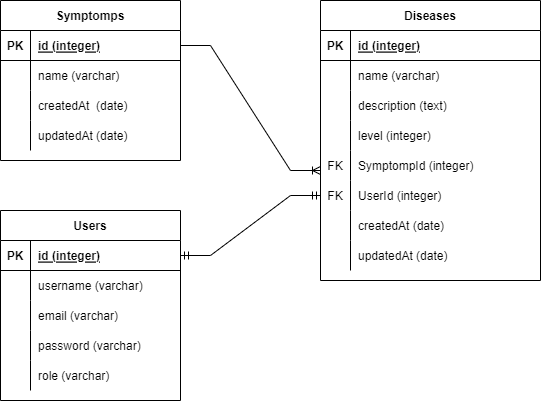 Symptomps
PK id (integer)
name (varchar)
createdAt (date)
updatedAt (date)
Diseases
PK id (integer)
name (varchar)
description (text)
level (integer)
FK SymptompId (integer)
FK UserId (integer)
createdAt (date)
updatedAt (date)
Users
PK id (integer)
username (varchar)
email (varchar)
password (varchar)
role (varchar)